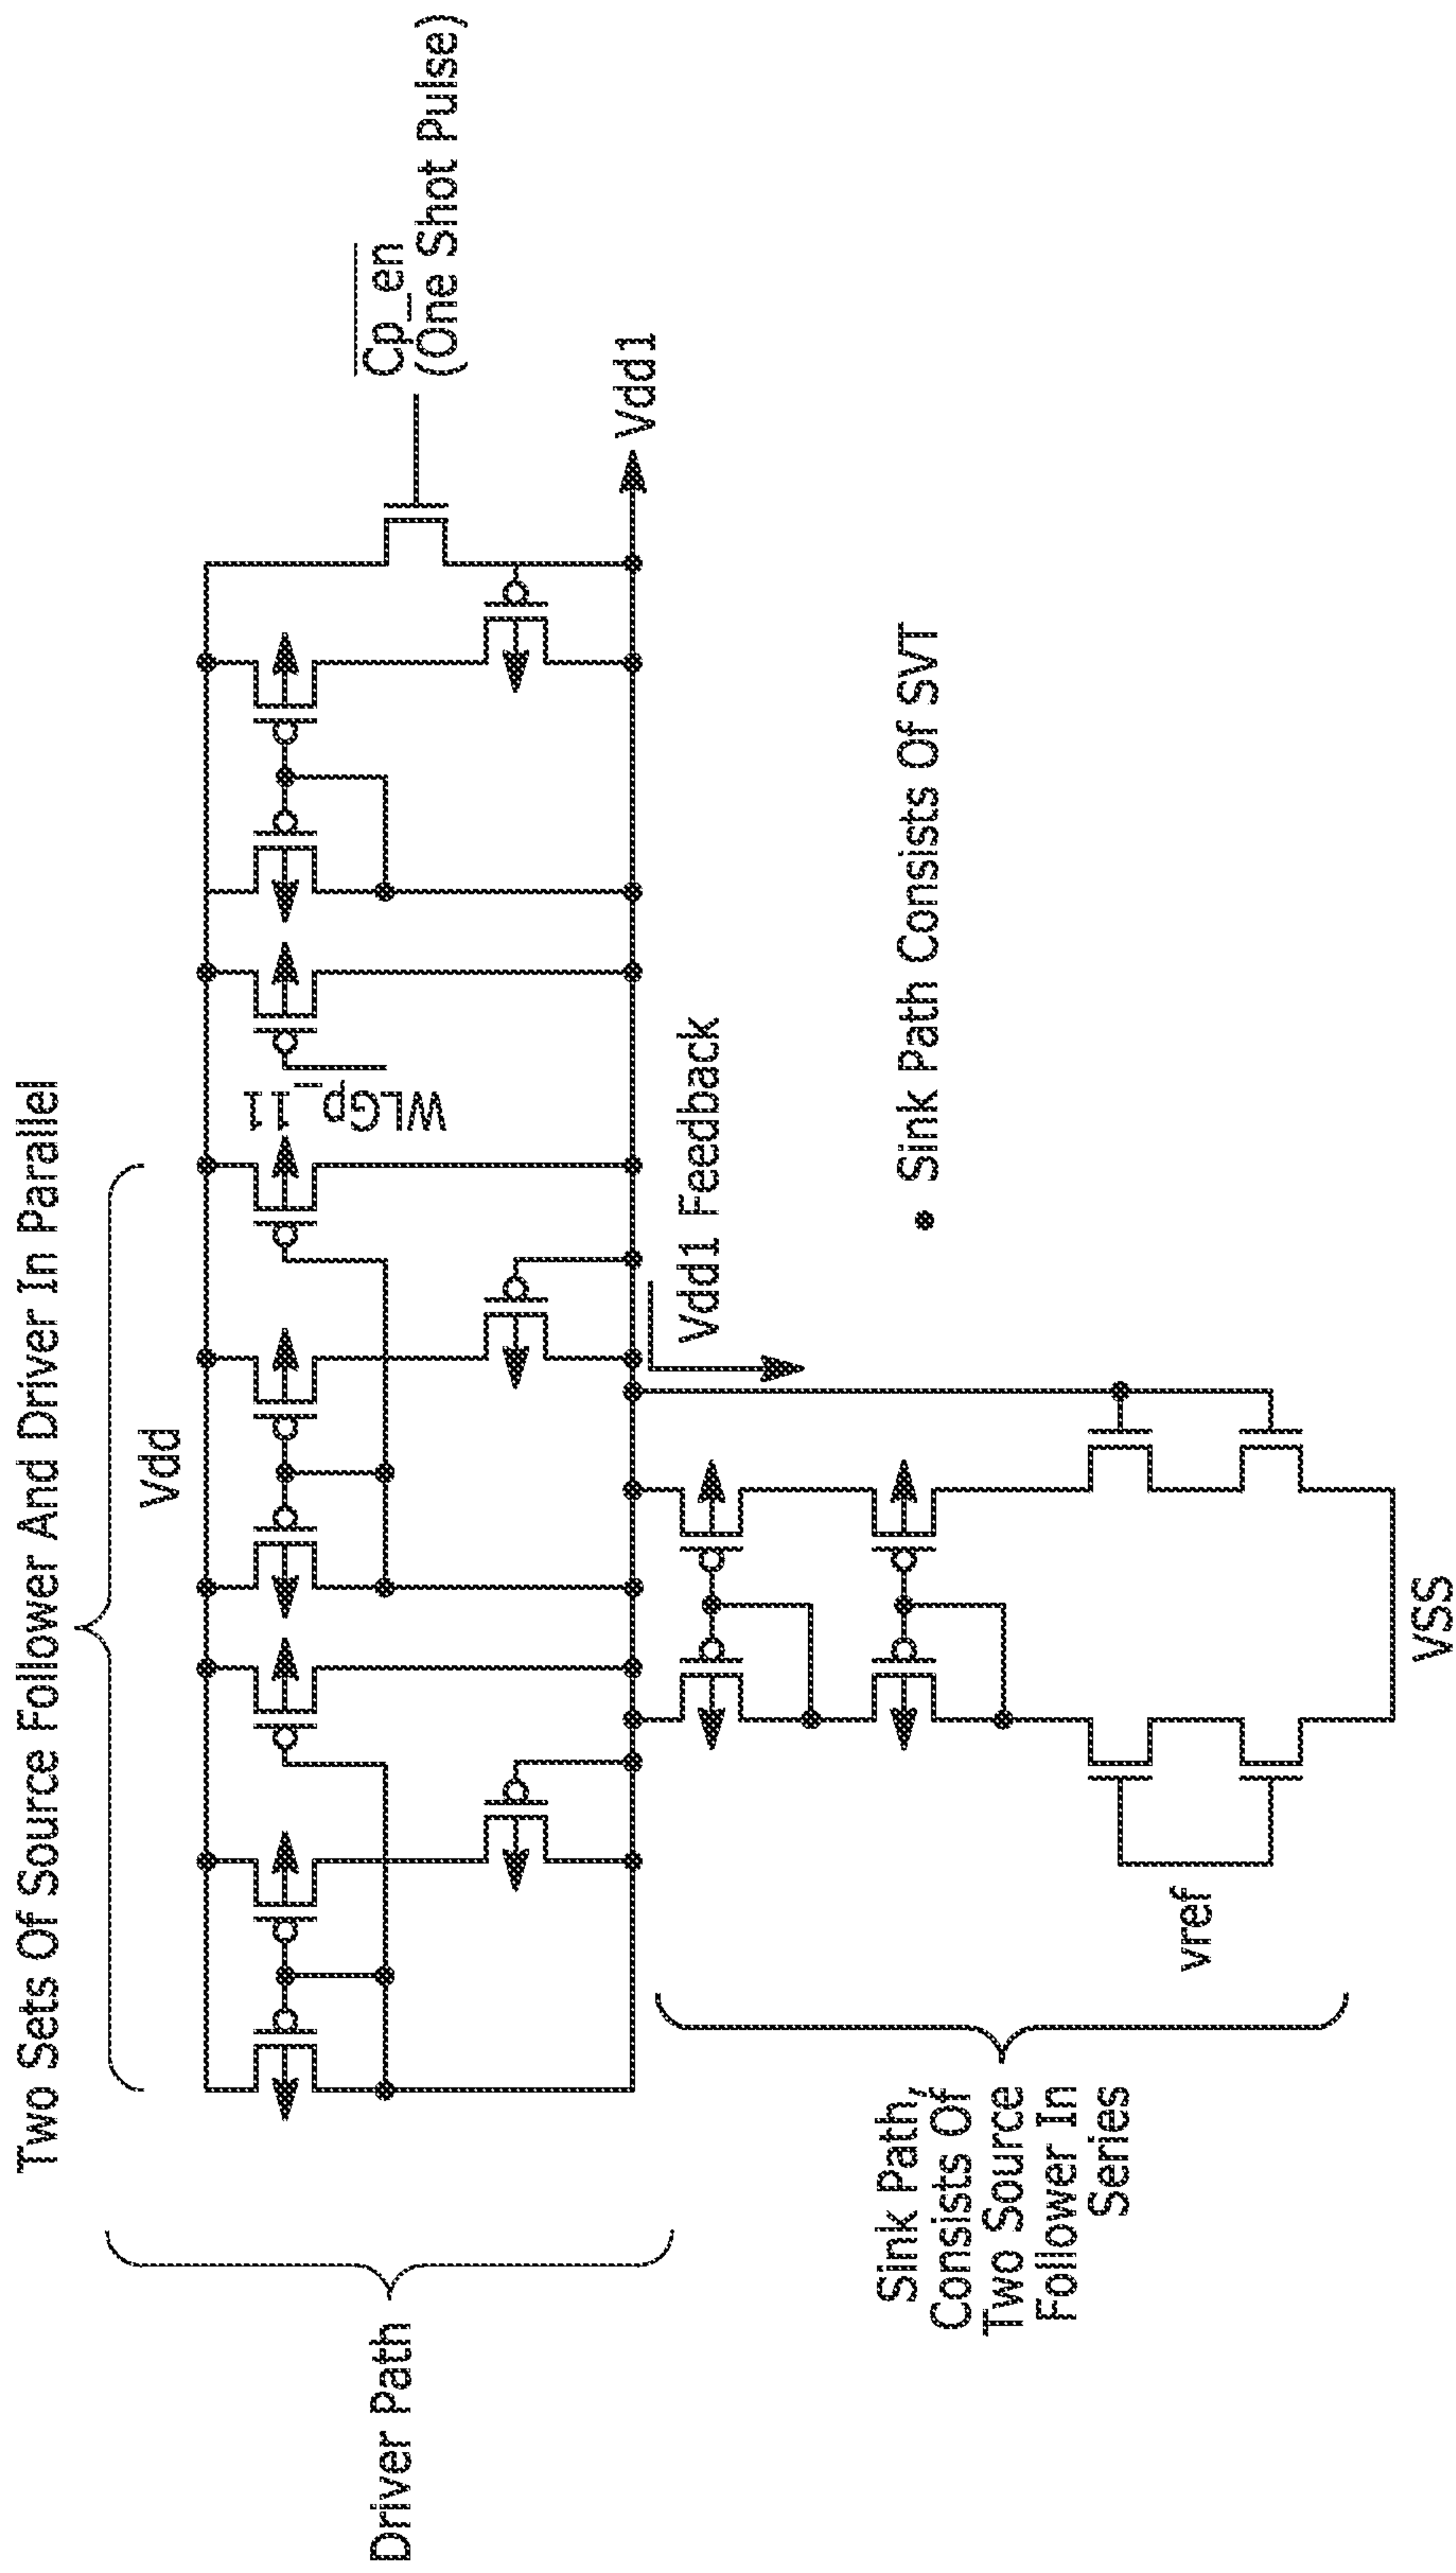 Two Sets Of Source Follower And Driver In Parallel
Vdd
Driver Path
WLGp_11
Cp_en
(One Shot Pulse)
Vdd1
Vdd1 Feedback
• Sink Path Consists Of SVT
Sink Path,
Consists Of
Two Source
Follower In
Series
vref
VSS